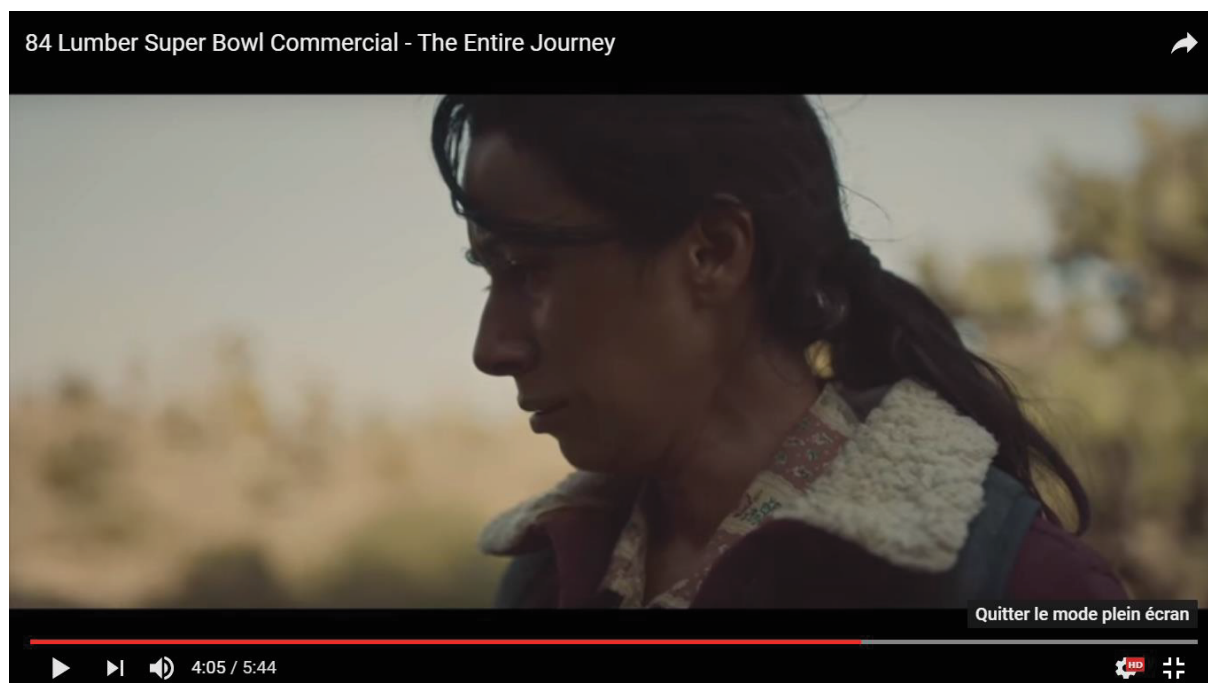 84 Lumber Super Bowl Commercial - The Entire Journey
Quitter le mode plein écran
4:05 / 5:44
HD